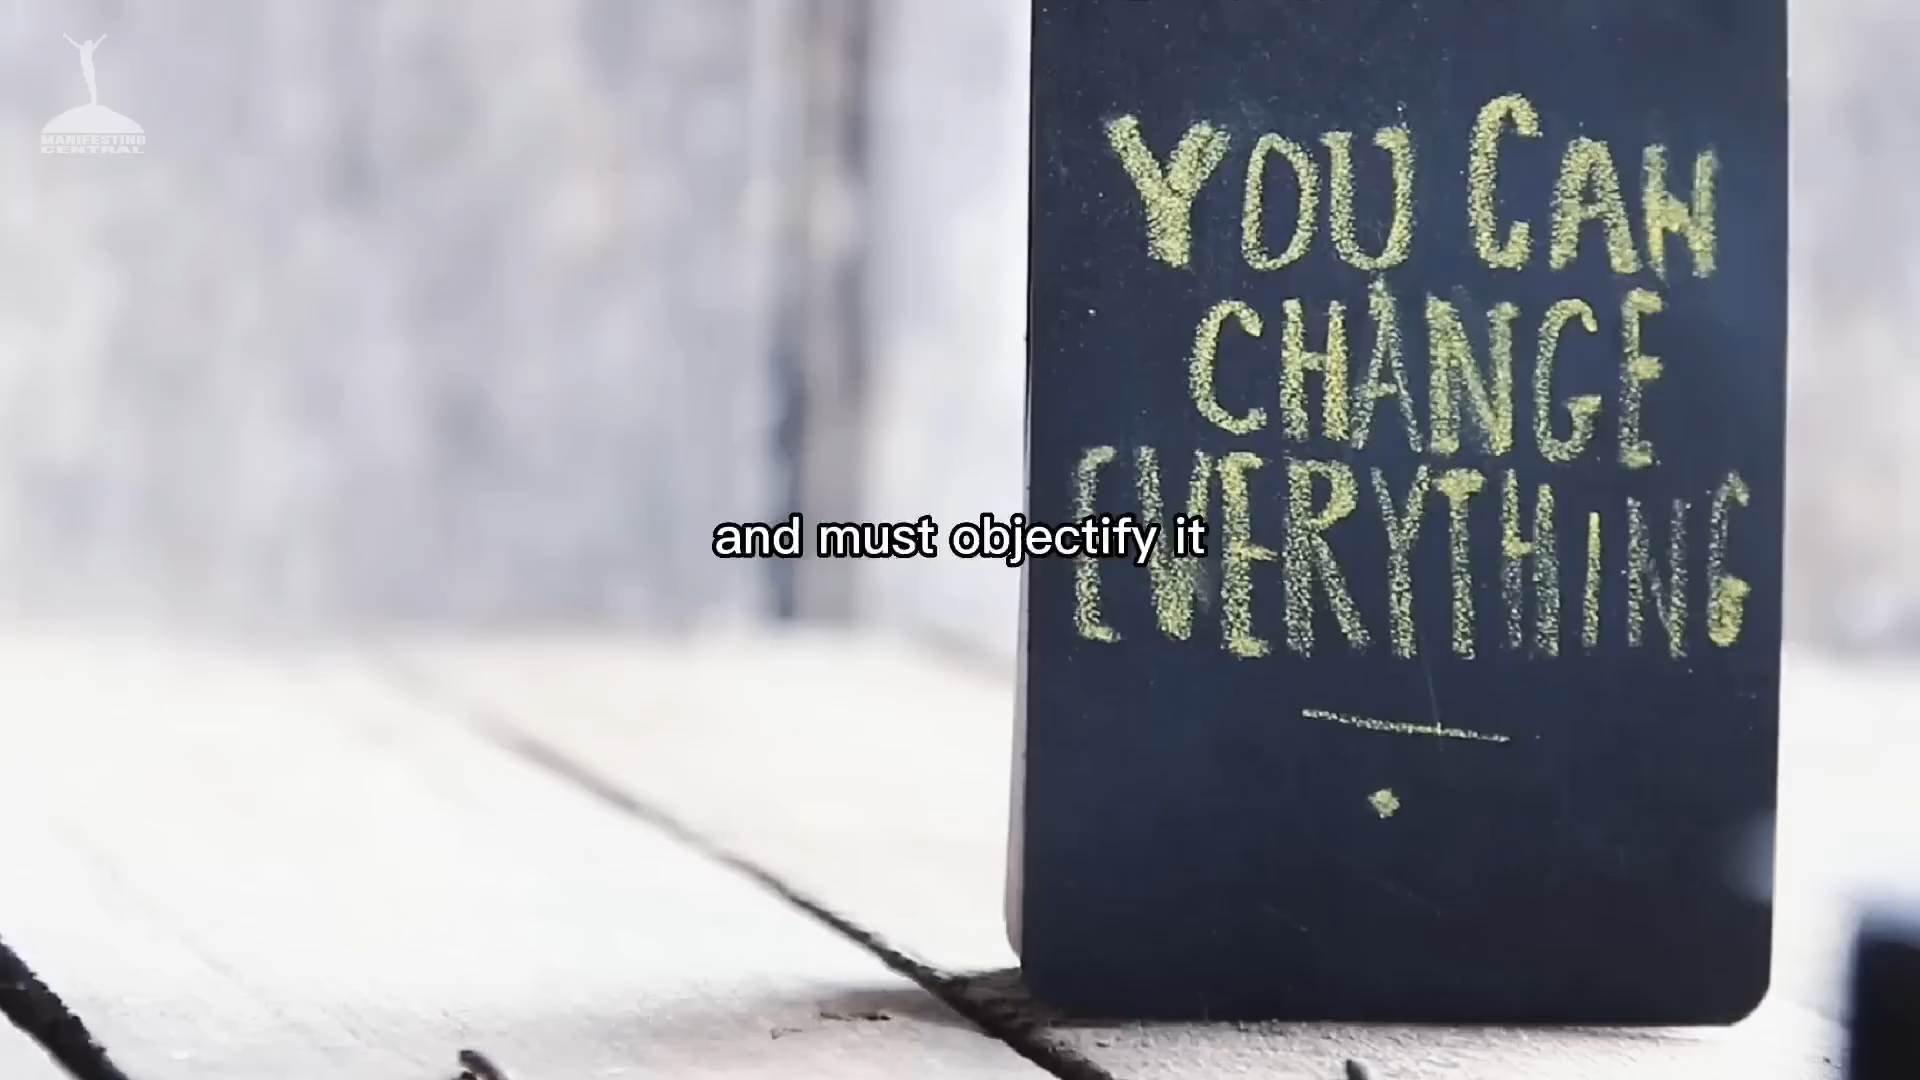 MANIFESTING
CENTRAL
YOU CAN
CHANGE
EVERYTHING
and must objectify it